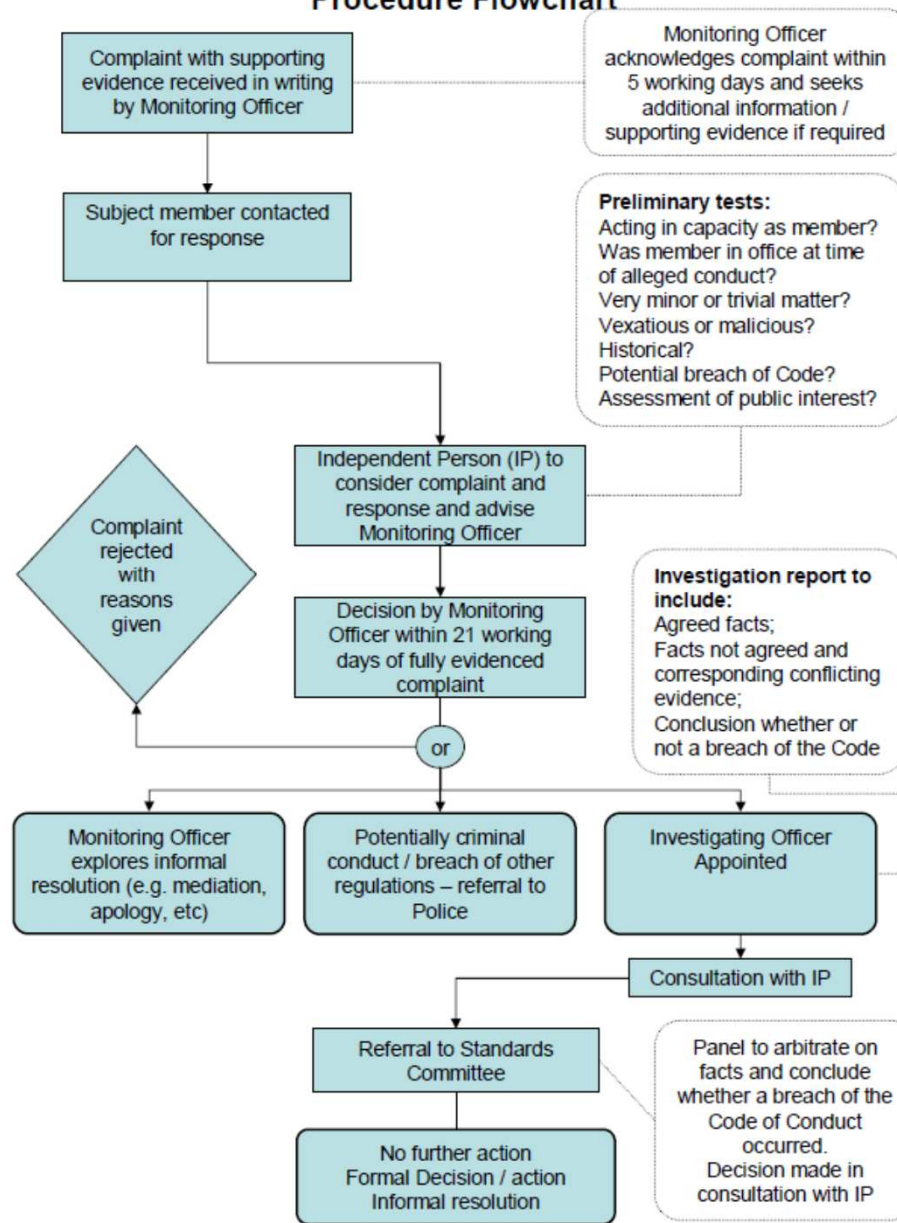 Procedure Flowchart
Complaint with supporting
evidence received in writing
by Monitoring Officer
Monitoring Officer
acknowledges complaint within
5 working days and seeks
additional information /
supporting evidence if required
Subject member contacted
for response
Preliminary tests:
Acting in capacity as member?
Was member in office at time
of alleged conduct?
Very minor or trivial matter?
Vexatious or malicious?
Historical?
Potential breach of Code?
Assessment of public interest?
Independent Person (IP) to
consider complaint and
response and advise
Monitoring Officer
Complaint
rejected
with
reasons
given
Decision by Monitoring
Officer within 21 working
days of fully evidenced
complaint
Investigation report to
include:
Agreed facts;
Facts not agreed and
corresponding conflicting
evidence;
Conclusion whether or
not a breach of the Code
or
Monitoring Officer
explores informal
resolution (e.g. mediation,
apology, etc)
Potentially criminal
conduct / breach of other
regulations – referral to
Police
Investigating Officer
Appointed
Consultation with IP
Referral to Standards
Committee
Panel to arbitrate on
facts and conclude
whether a breach of the
Code of Conduct
occurred.
Decision made in
consultation with IP
No further action
Formal Decision / action
Informal resolution